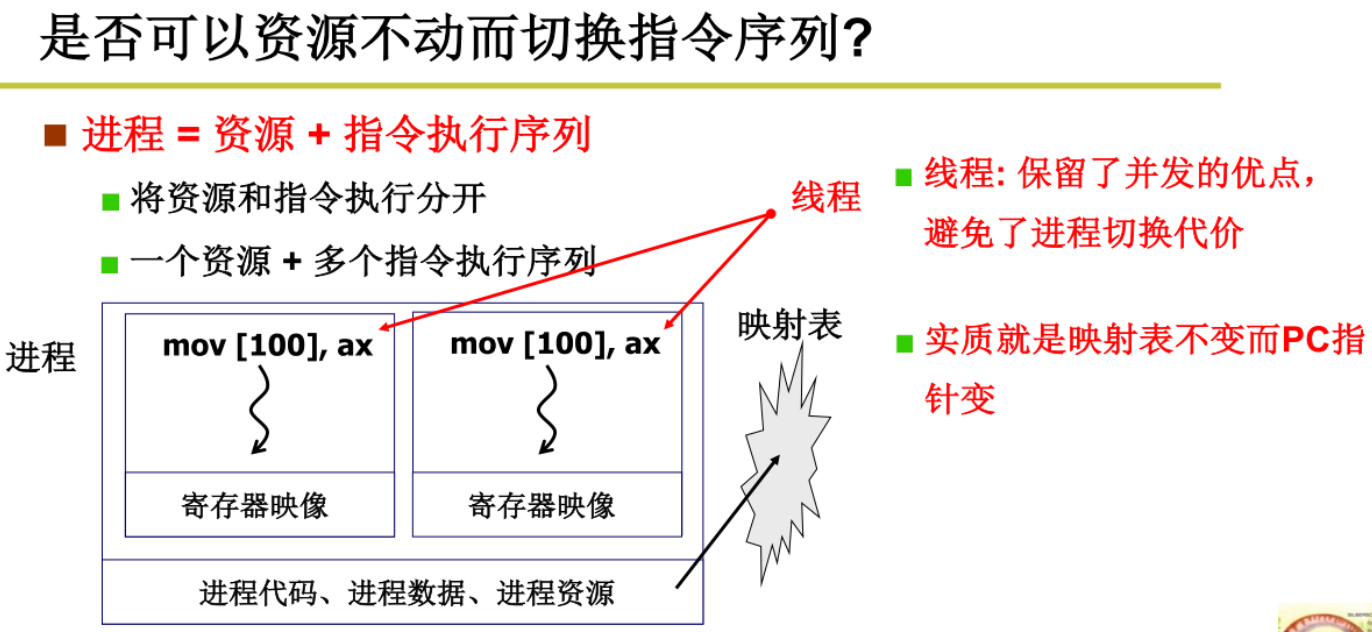 是否可以资源不动而切换指令序列?
进程 = 资源 + 指令执行序列
将资源和指令执行分开
一个资源 + 多个指令执行序列
线程
线程: 保留了并发的优点，
避免了进程切换代价
实质就是映射表不变而PC指
针变
进程
mov [100], ax
mov [100], ax
映射表
寄存器映像
寄存器映像
进程代码、进程数据、进程资源